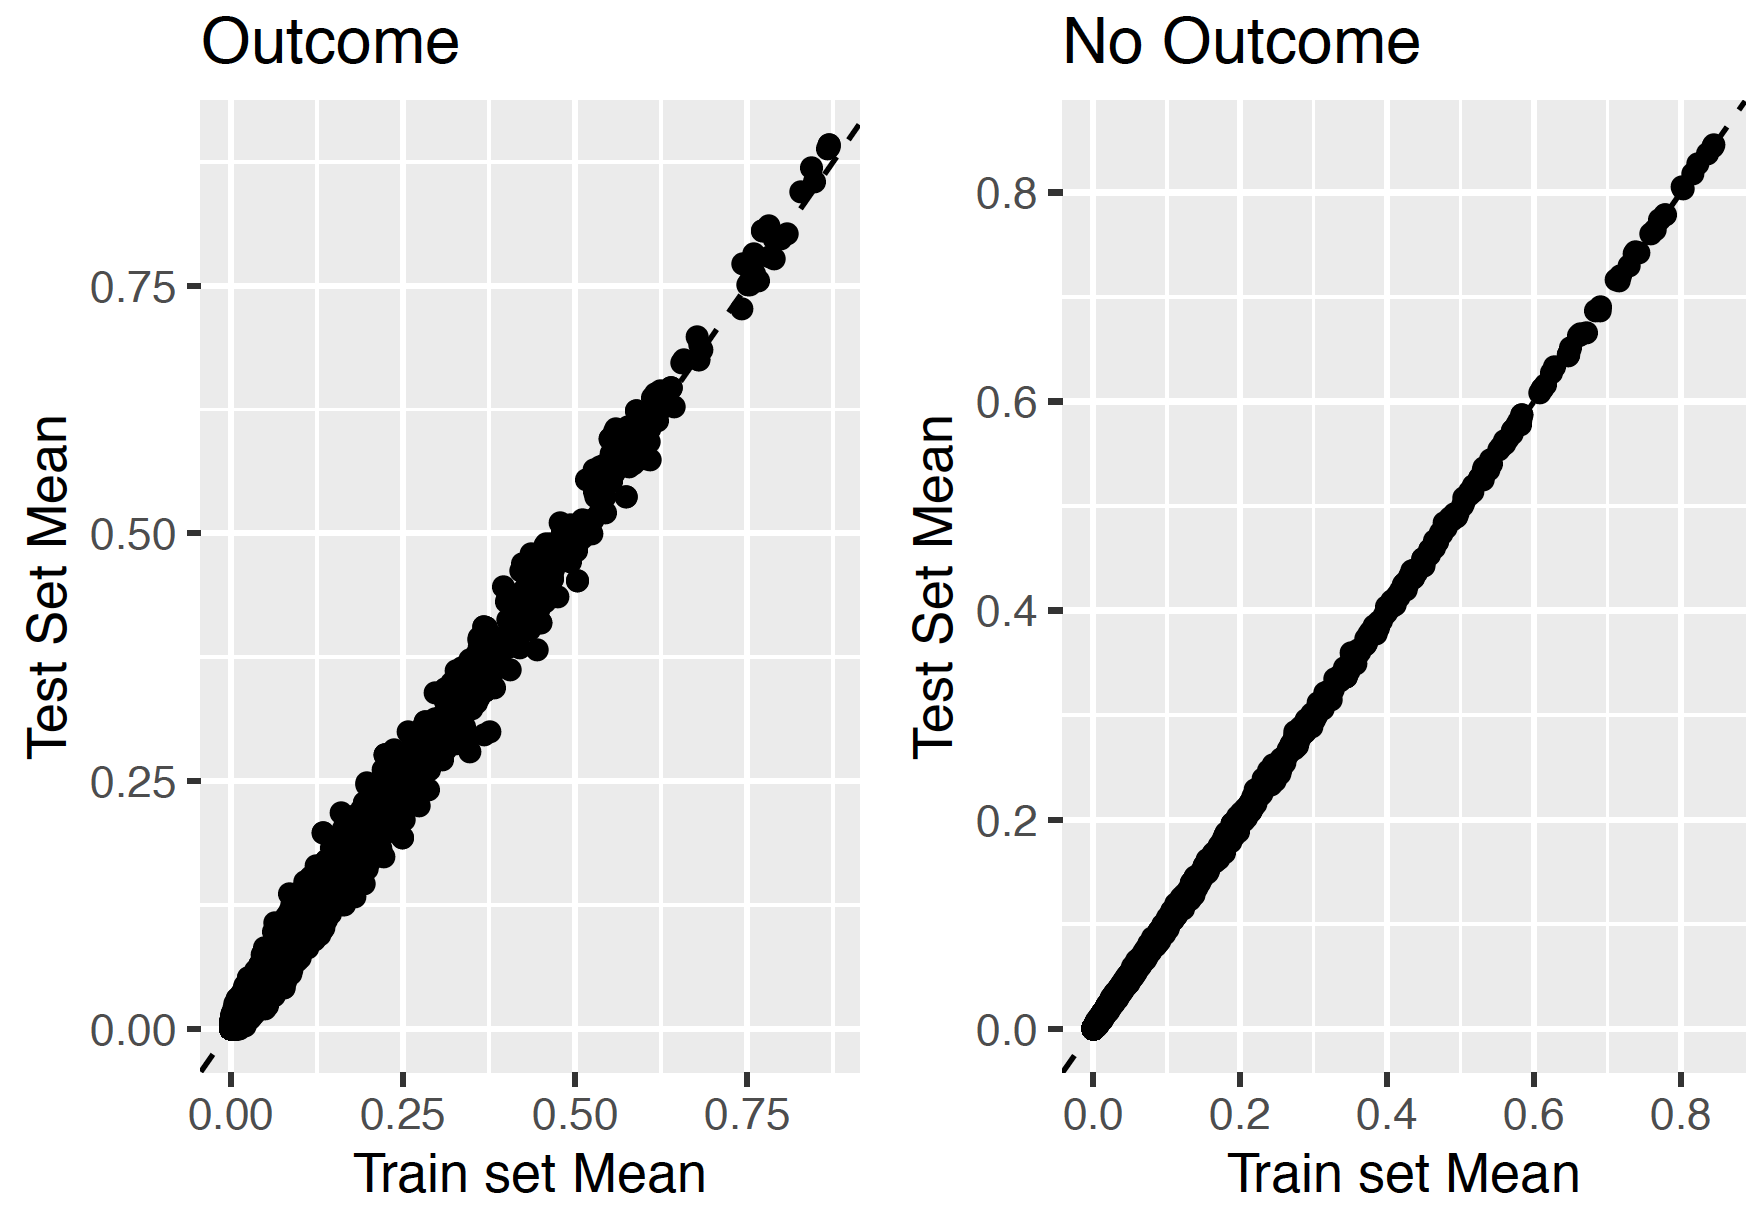 Outcome
No Outcome
Test Set Mean
0.75
0.50
0.25
0.00
0.00 0.25 0.50 0.75
Train set Mean
Test Set Mean
0.8
0.6
0.4
0.2
0.0
0.0 0.2 0.4 0.6 0.8
Train set Mean